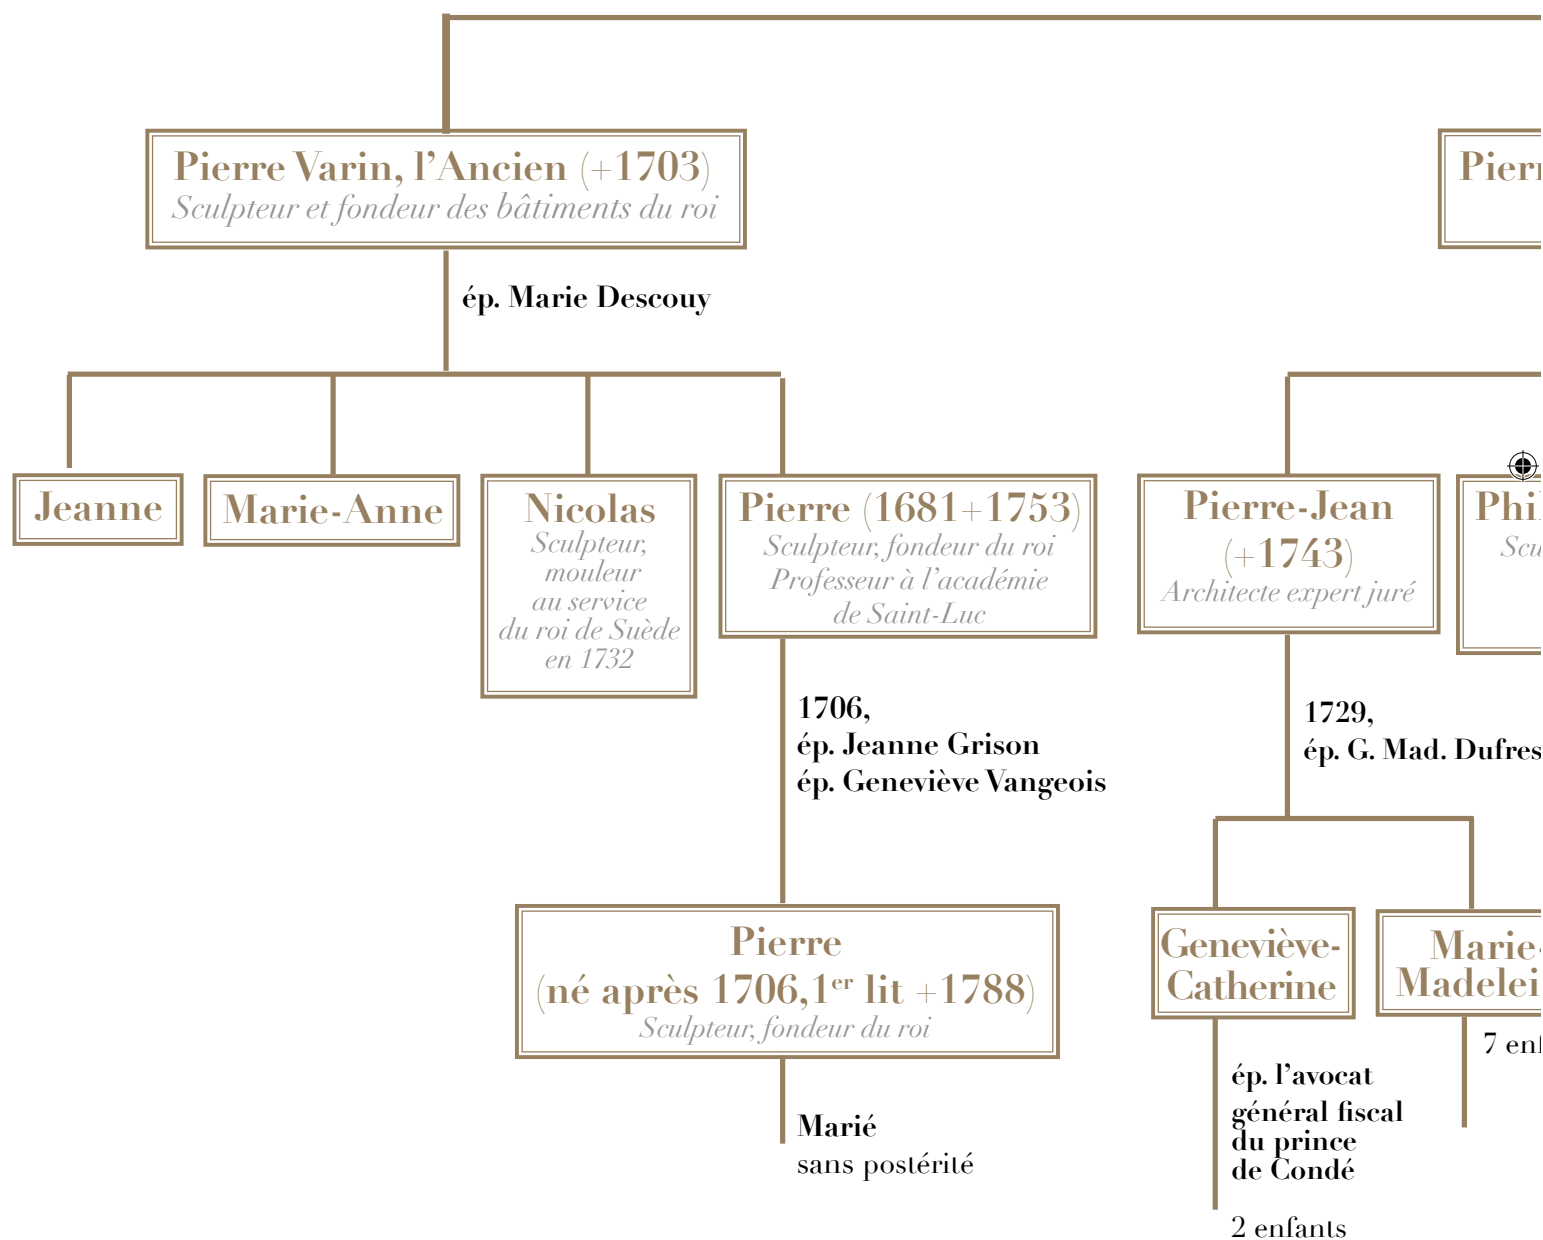 Pierre Varin, l'Ancien (+1703)
Sculpteur et fondeur des bâtiments du roi
ép. Marie Descouy
Jeanne
Marie-Anne
Nicolas
Sculpteur,
mouleur
au service
du roi de Suède
en 1732
Pierre (1681+1753)
Sculpteur, fondeur du roi
Professeur à l'académie
de Saint-Luc
1706,
ép. Jeanne Grison
ép. Geneviève Vangeois
Pierre
(né après 1706,1er lit +1788)
Sculpteur, fondeur du roi
Marié
sans postérité
Pierre-Jean
(+1743)
Architecte expert juré
1729,
ép. G. Mad.
Geneviève-
Catherine
ép. l'avocat
général fiscal
du prince
de Condé
2 enfants
Marie-
7